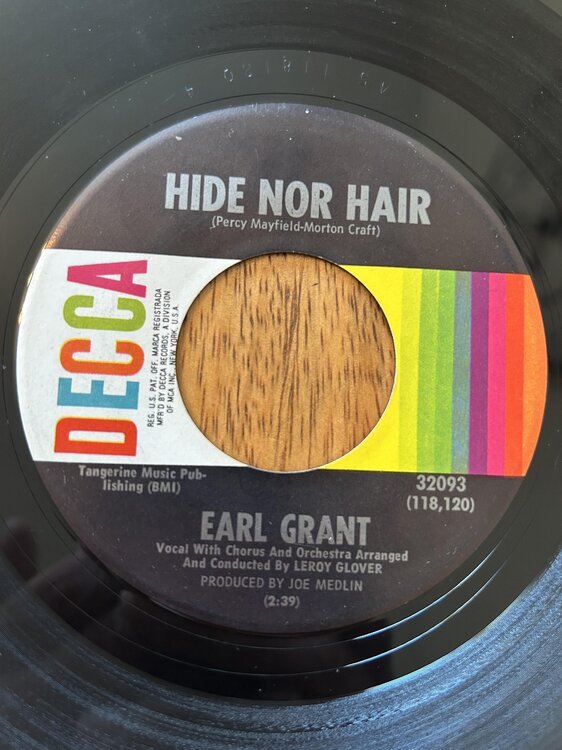 HIDE NOR HAIR
(Percy Mayfield-Morton Craft)
DECCA
REG. U.S. PAT. OFF. MARCA REGISTRADA
MFR'D BY DECCA RECORDS, A DIVISION
OF MCA INC., NEW YORK, U.S.A.
Tangerine Music Pub-
lishing (BMI)
32093
(118,120)
EARL GRANT
Vocal With Chorus And Orchestra Arranged
And Conducted By LEROY GLOVER
PRODUCED BY JOE MEDLIN
(2:39)